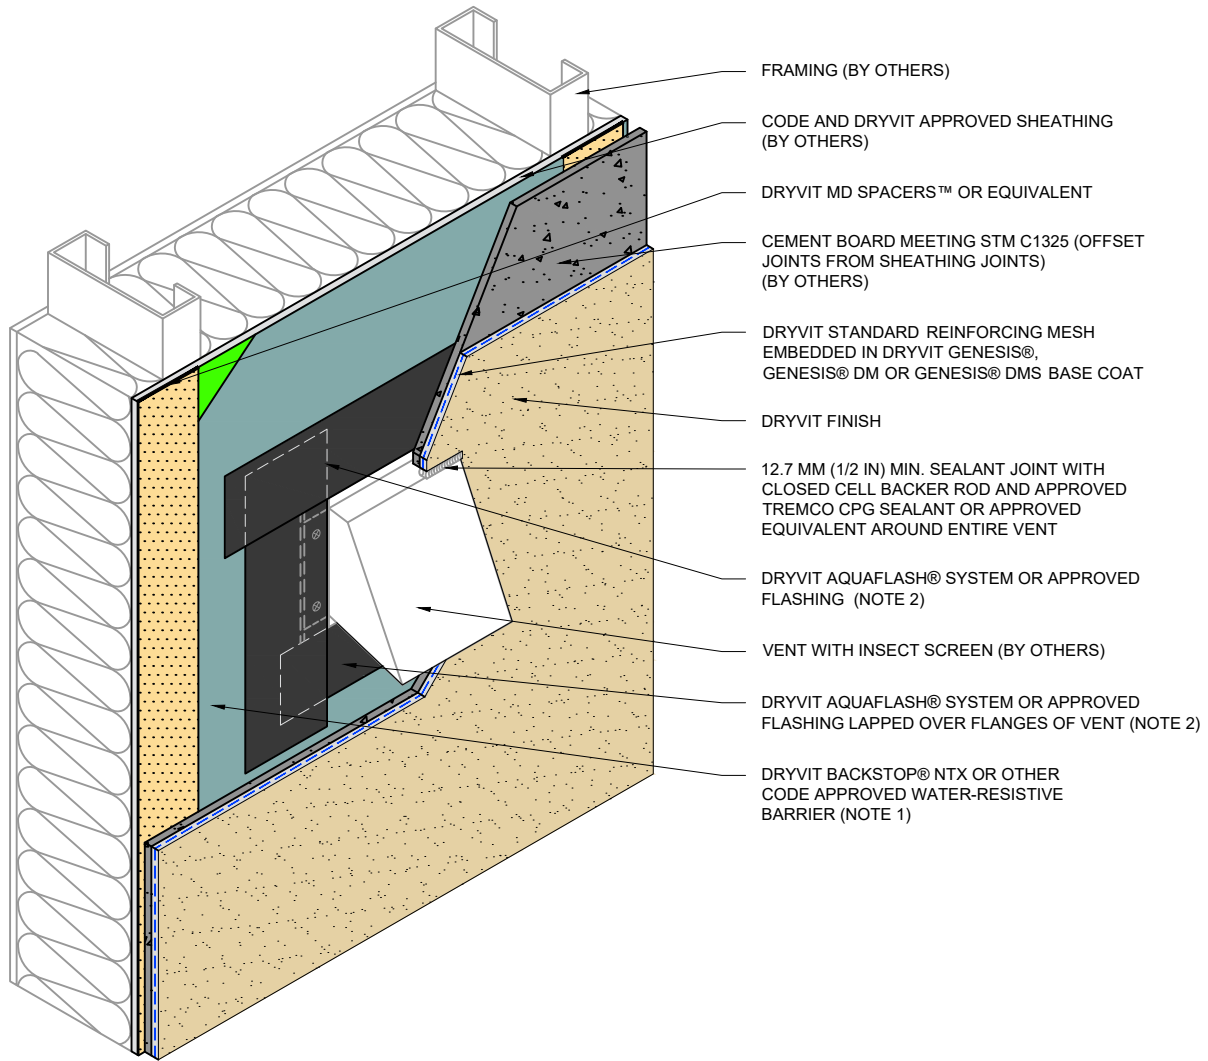 FRAMING (BY OTHERS)
CODE AND DRYVIT APPROVED SHEATHING
(BY OTHERS)
DRYVIT MD SPACERS™ OR EQUIVALENT
CEMENT BOARD MEETING STM C1325 (OFFSET
JOINTS FROM SHEATHING JOINTS)
(BY OTHERS)
DRYVIT STANDARD REINFORCING MESH
EMBEDDED IN DRYVIT GENESIS®,
GENESIS® DM OR GENESIS® DMS BASE COAT
DRYVIT FINISH
12.7 MM (1/2 IN) MIN. SEALANT JOINT WITH
CLOSED CELL BACKER ROD AND APPROVED
TREMCO CPG SEALANT OR APPROVED
EQUIVALENT AROUND ENTIRE VENT
DRYVIT AQUAFLASH® SYSTEM OR APPROVED
FLASHING (NOTE 2)
VENT WITH INSECT SCREEN (BY OTHERS)
DRYVIT AQUAFLASH® SYSTEM OR APPROVED
FLASHING LAPPED OVER FLANGES OF VENT (NOTE 2)
DRYVIT BACKSTOP® NTX OR OTHER
CODE APPROVED WATER-RESISTIVE
BARRIER (NOTE 1)